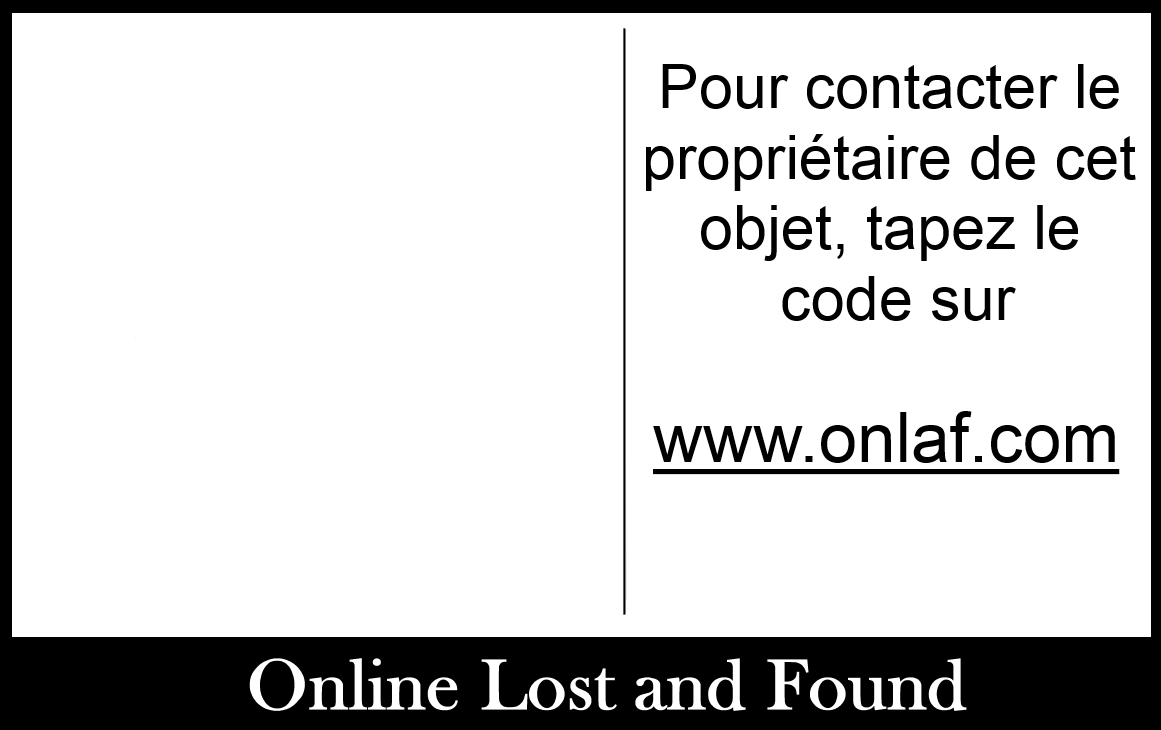 Pour contacter le
propriétaire de cet
objet, tapez le
code sur
www.onlaf.com
Online Lost and Found